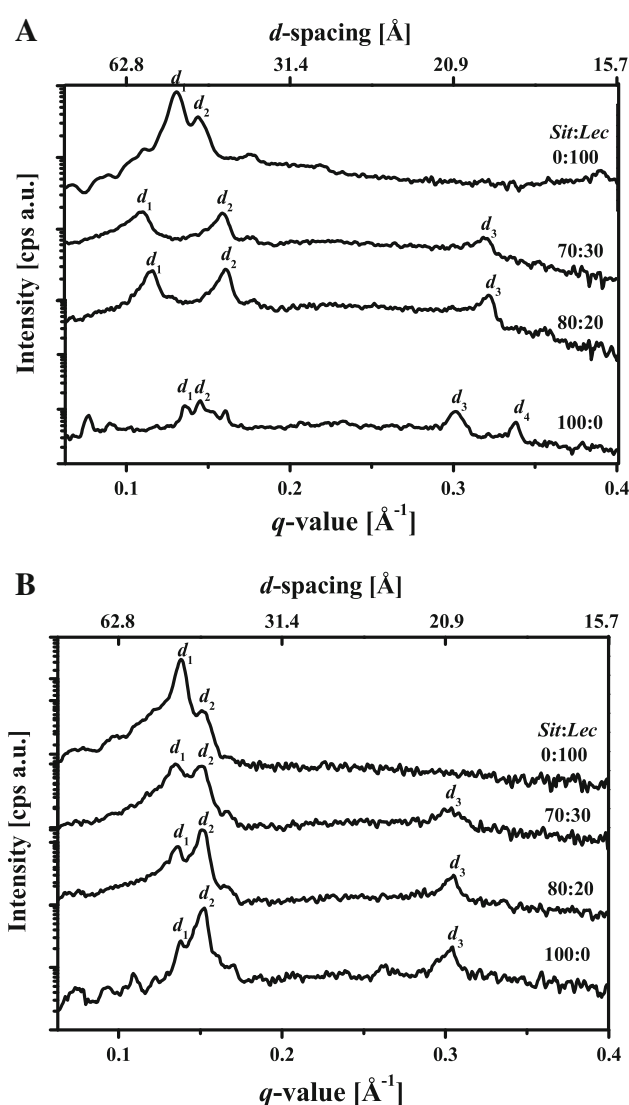 A
d-spacing [Å]
62.8 31.4 20.9 15.7
d₁
d₂
Sit:Lec
0:100
d₁ d₂ d₃
70:30
d₁ d₂ d₃
80:20
d₁ d₂ d₃ d₄
100:0
Intensity [cps a.u.]
0.1 0.2 0.3 0.4
q-value [Å⁻¹]
B
d-spacing [Å]
62.8 31.4 20.9 15.7
d₁
d₂
Sit:Lec
0:100
d₁ d₂ d₃
70:30
d₁ d₂ d₃
80:20
d₁ d₂ d₃
100:0
Intensity [cps a.u.]
0.1 0.2 0.3 0.4
q-value [Å⁻¹]